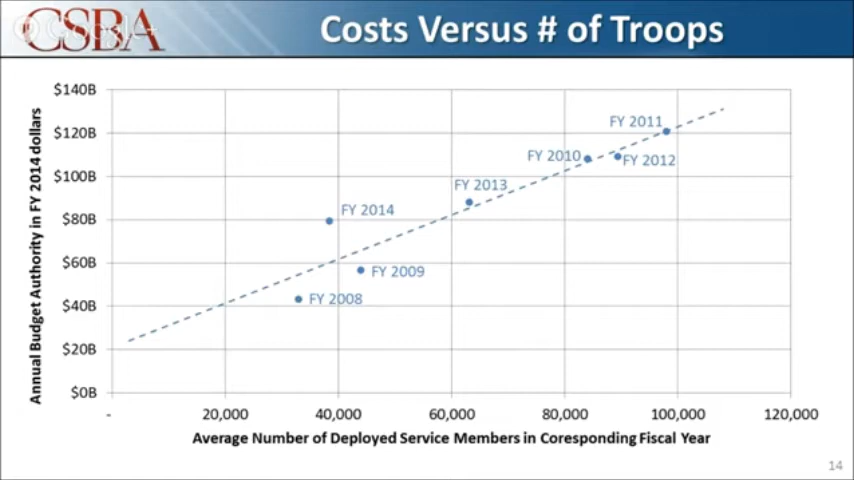 CSBA
Google+
Costs Versus # of Troops
Annual Budget Authority in FY 2014 dollars
$140B
$120B
$100B
$80B
$60B
$40B
$20B
$0B
FY 2011
FY 2010
FY 2012
FY 2013
FY 2014
FY 2009
FY 2008
- 20,000 40,000 60,000 80,000 100,000 120,000
Average Number of Deployed Service Members in Coresponding Fiscal Year
14